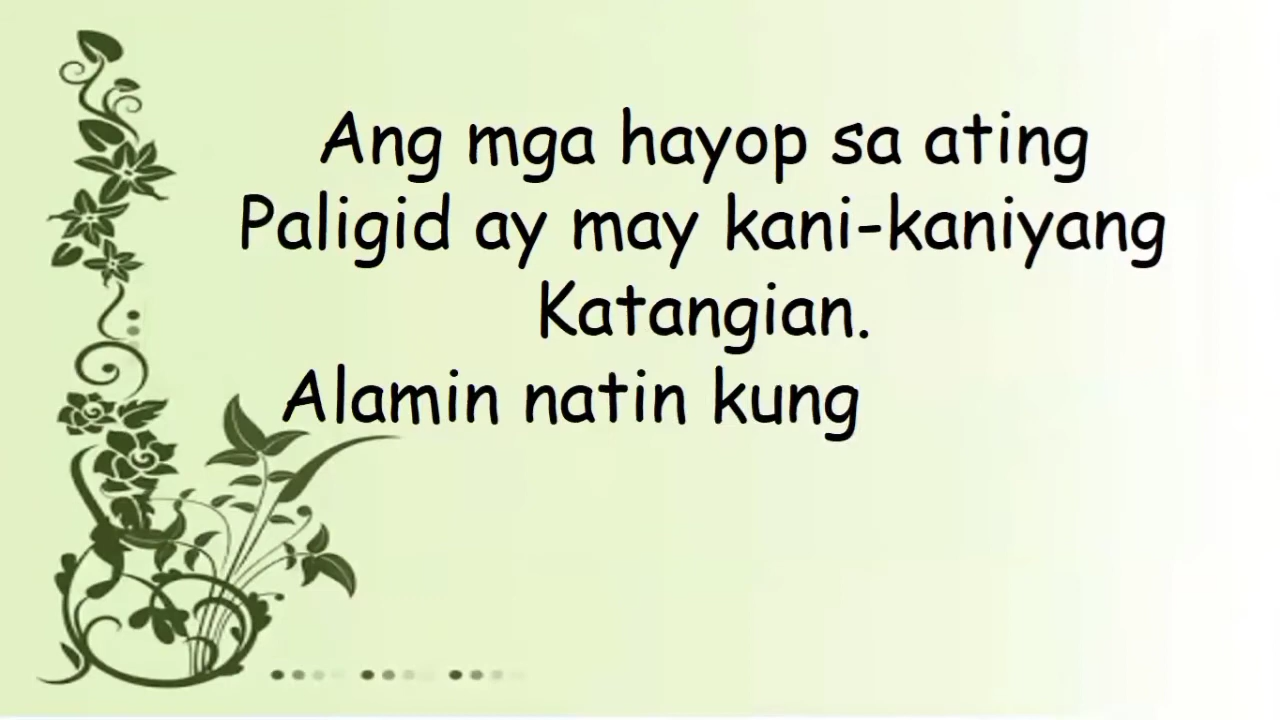 Ang mga hayop sa ating
Paligid ay may kani-kaniyang
Katangian.
Alamin natin kung